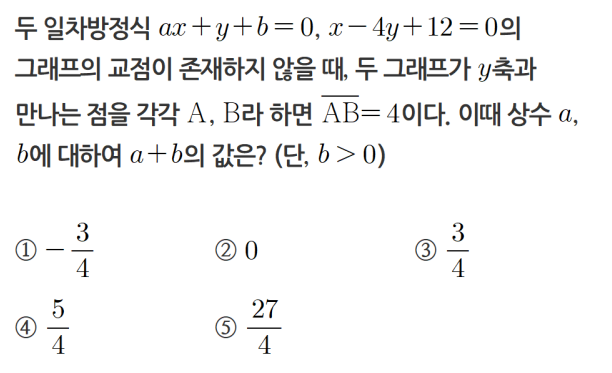 두 일차방정식 ax+y+b=0, x−4y+12=0의
그래프의 교점이 존재하지 않을 때, 두 그래프가 y축과
만나는 점을 각각 A, B라 하면 \overline{AB}=4이다. 이때 상수 a,
b에 대하여 a+b의 값은? (단, b>0)
① −3/4 ② 0 ③ 3/4
④ 5/4 ⑤ 27/4